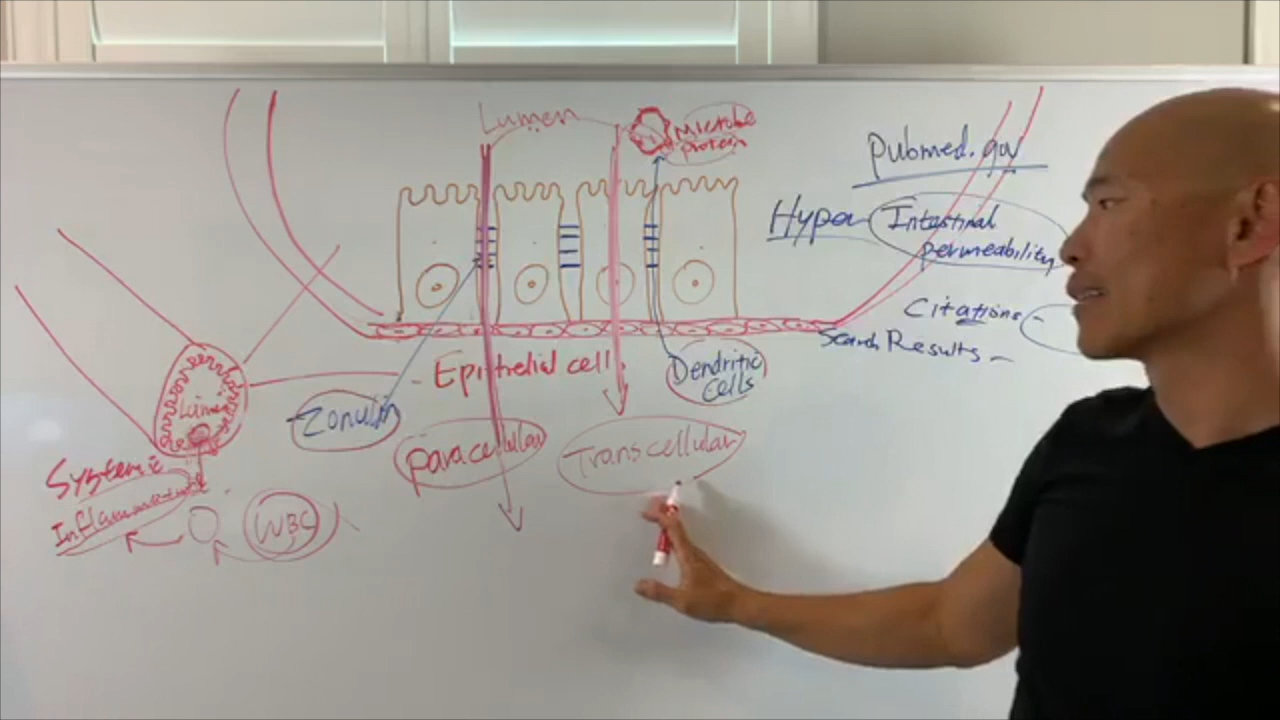 Lumen
Microbe
protein
Pubmed.gov
Hyper Intestinal
permeability
Citations -
Search Results -
Epithelial cell
Dendritic
cells
Lumen
Zonulin
Paracellular
Transcellular
Systemic
Inflammation
WBC